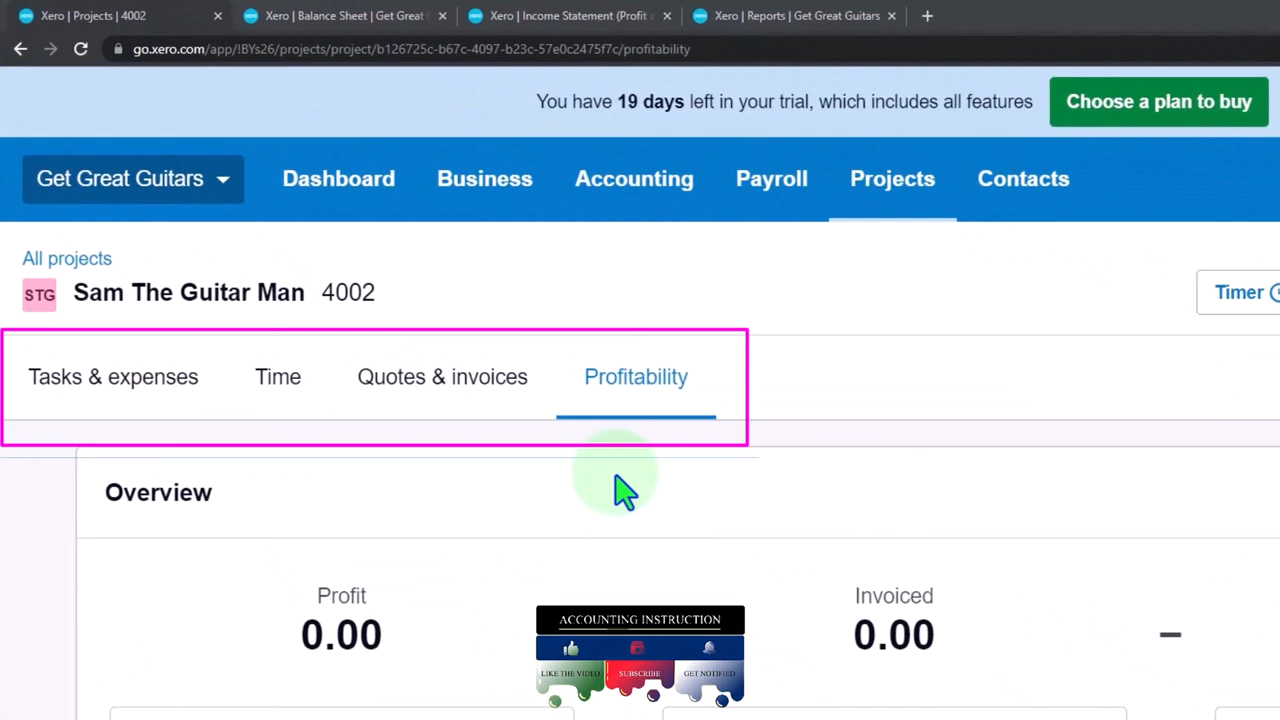 Xero | Projects | 4002
Xero | Balance Sheet | Get Great
Xero | Income Statement (Profit
Xero | Reports | Get Great Guitars
go.xero.com/app/!BYs26/projects/project/b126725c-b67c-4097-b23c-57e0c2475f7c/profitability
You have 19 days left in your trial, which includes all features
Choose a plan to buy
Get Great Guitars
Dashboard
Business
Accounting
Payroll
Projects
Contacts
All projects
STG
Sam The Guitar Man 4002
Timer
Tasks & expenses
Time
Quotes & invoices
Profitability
Overview
Profit
Invoiced
0.00
0.00
ACCOUNTING INSTRUCTION
LIKE THE VIDEO
SUBSCRIBE
GET NOTIFIED